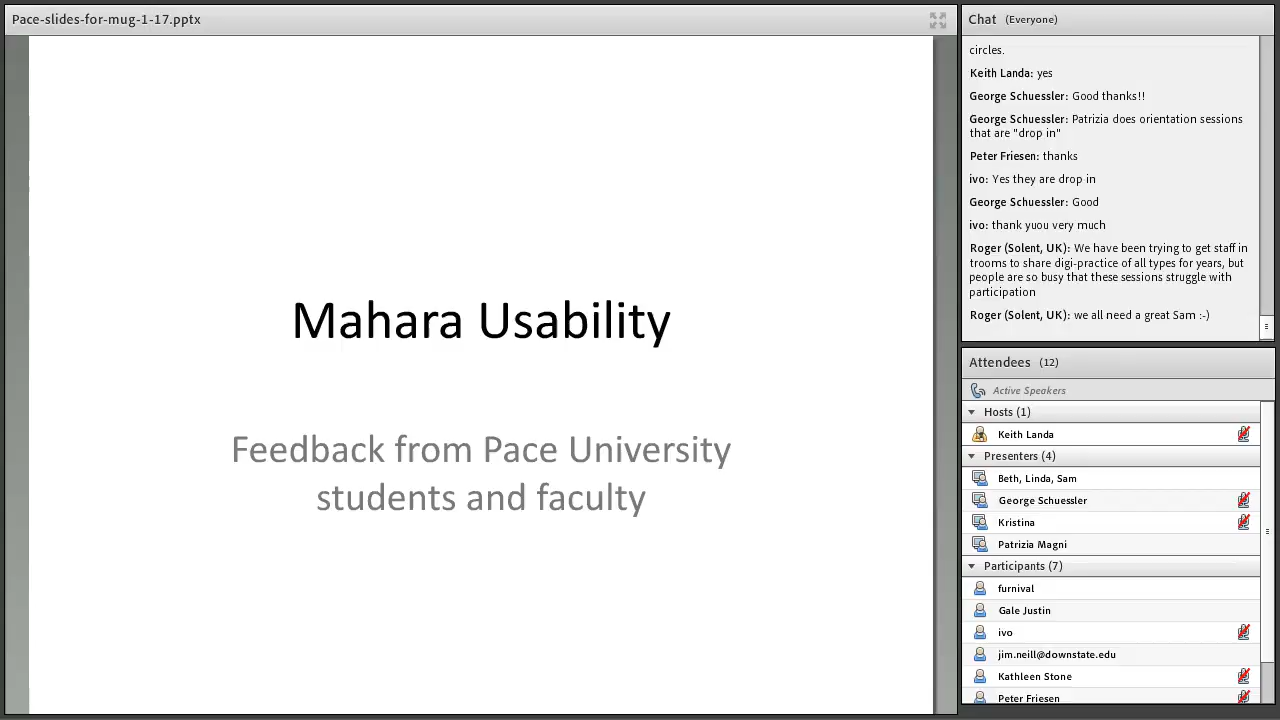 Pace-slides-for-mug-1-17.pptx
Mahara Usability
Feedback from Pace University
students and faculty
Chat (Everyone)
circles.
Keith Landa: yes
George Schuessler: Good thanks!!
George Schuessler: Patrizia does orientation sessions
that are "drop in"
Peter Friesen: thanks
ivo: Yes they are drop in
George Schuessler: Good
ivo: thank yuou very much
Roger (Solent, UK): We have been trying to get staff in
trooms to share digi-practice of all types for years, but
people are so busy that these sessions struggle with
participation
Roger (Solent, UK): we all need a great Sam :-)
Attendees (12)
Active Speakers
Hosts (1)
Keith Landa
Presenters (4)
Beth, Linda, Sam
George Schuessler
Kristina
Patrizia Magni
Participants (7)
furnival
Gale Justin
ivo
jim.neill@downstate.edu
Kathleen Stone
Peter Friesen